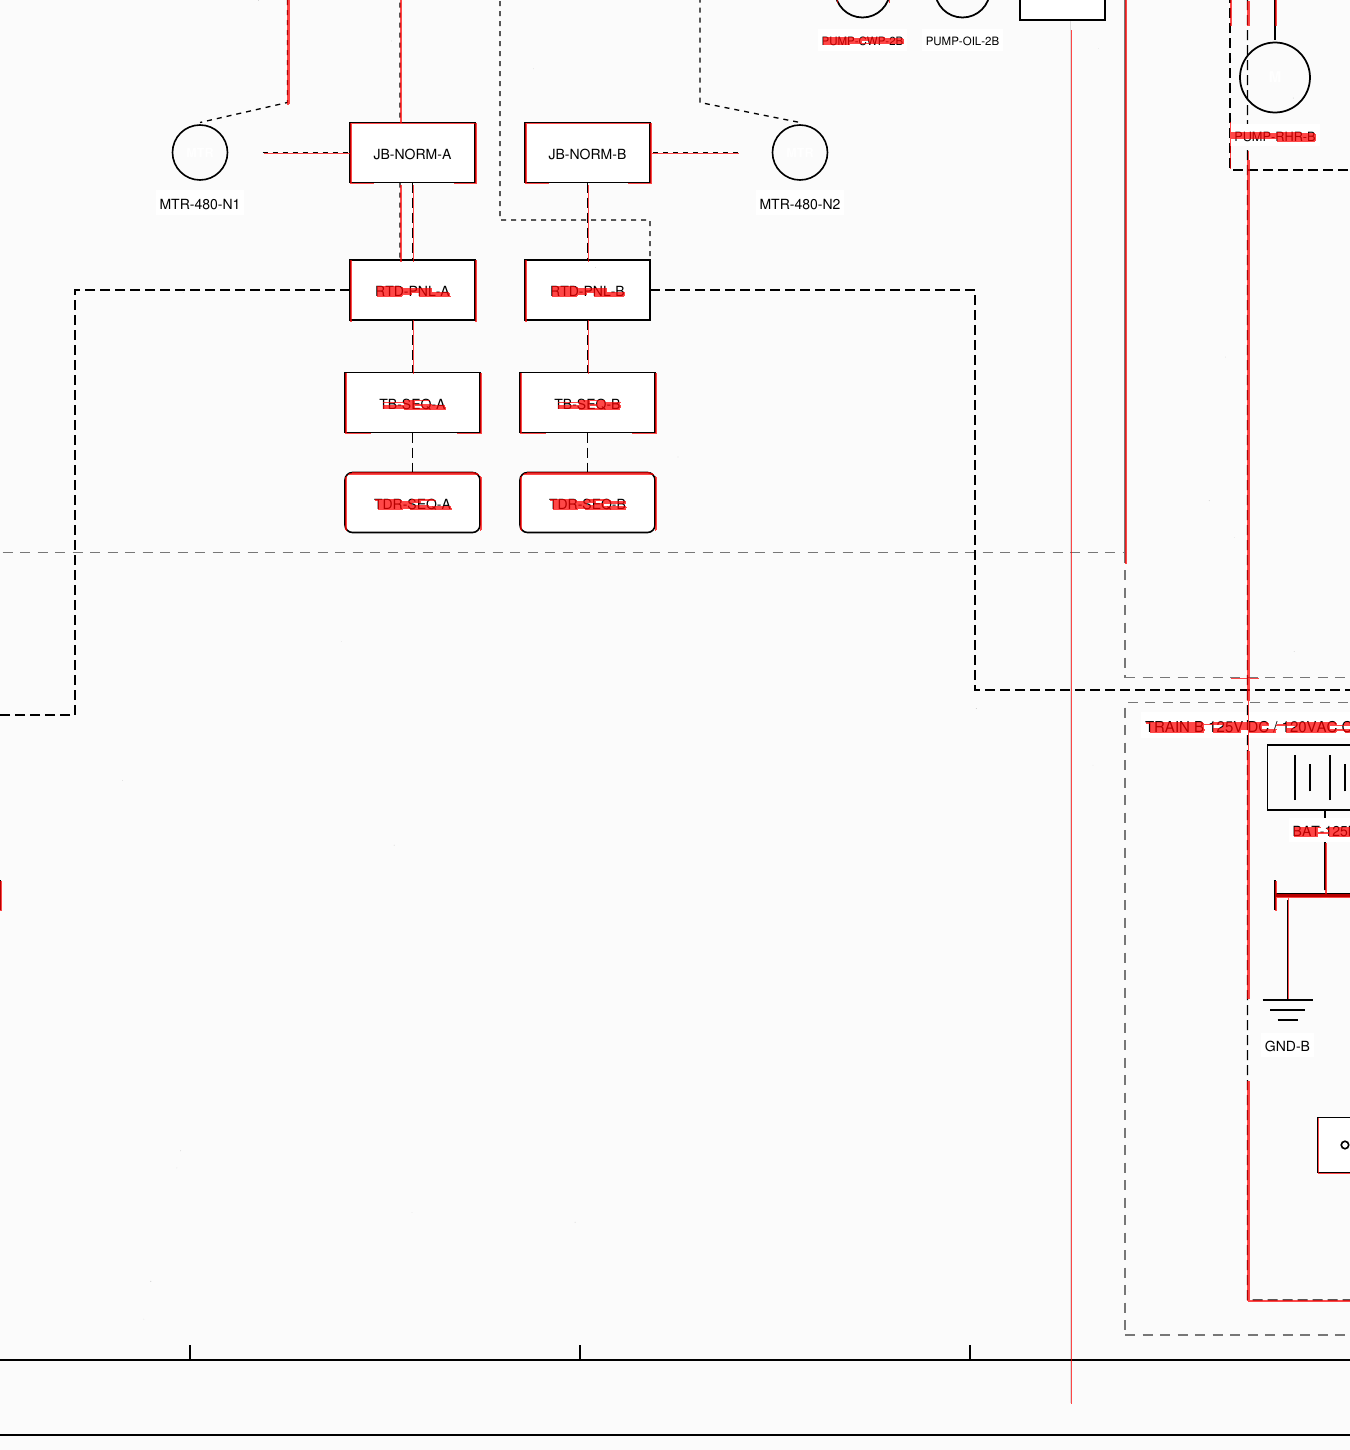 PUMP-CWP-2B
PUMP-OIL-2B
PUMP-RHR-B
JB-NORM-A
JB-NORM-B
MTR-480-N1
MTR-480-N2
RTD-PNL-A
RTD-PNL-B
TB-SEQ-A
TB-SEQ-B
TDR-SEQ-A
TDR-SEQ-B
TRAIN B 125V DC / 120VAC
GND-B